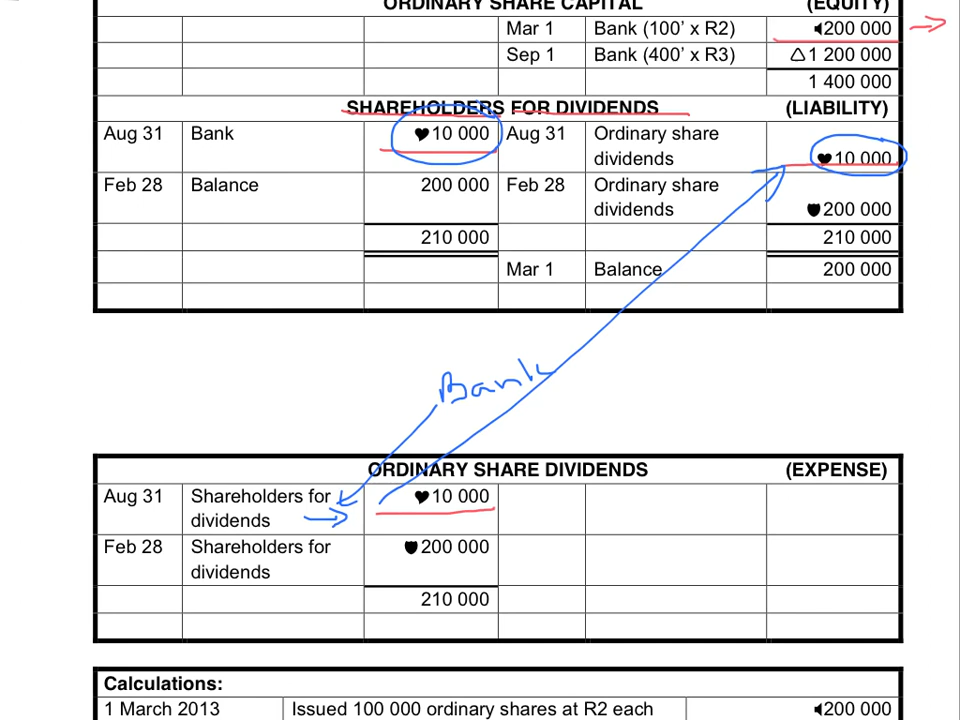 ORDINARY SHARE CAPITAL (EQUITY)
Mar 1 Bank (100’ x R2) 200 000
Sep 1 Bank (400’ x R3) △1 200 000
1 400 000
SHAREHOLDERS FOR DIVIDENDS (LIABILITY)
Aug 31 Bank ♥10 000 Aug 31 Ordinary share
dividends ♥10 000
Feb 28 Balance 200 000 Feb 28 Ordinary share
dividends 200 000
210 000 210 000
Mar 1 Balance 200 000
Bank
ORDINARY SHARE DIVIDENDS (EXPENSE)
Aug 31 Shareholders for ♥10 000
dividends
Feb 28 Shareholders for 200 000
dividends
210 000
Calculations:
1 March 2013 Issued 100 000 ordinary shares at R2 each 200 000